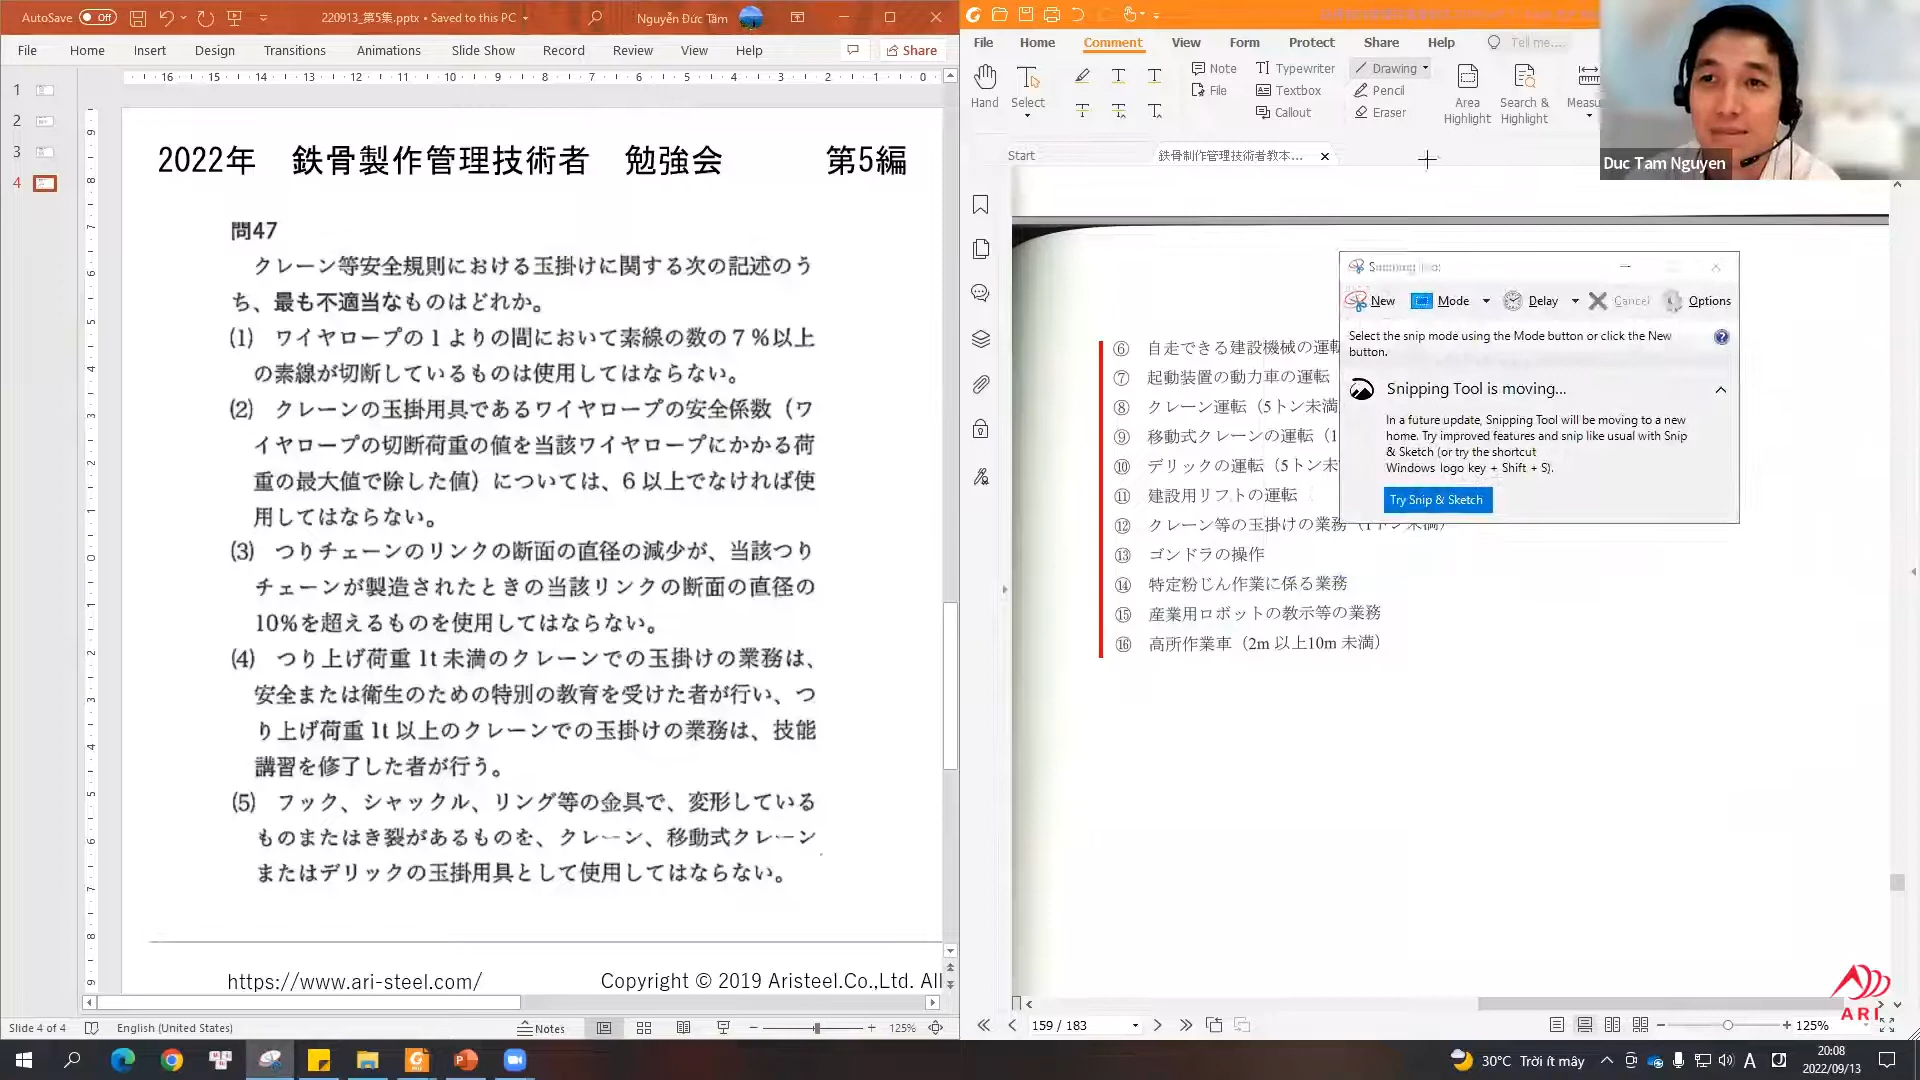 AutoSave Off 220913_第5集.pptx • Saved to this PC Nguyễn Đức Tâm
File Home Insert Design Transitions Animations Slide Show Record Review View Help Share
16 15 14 13 12 11 10 9 8 7 6 5 4 3 2 1 0
1
2
3
4
2022年 鉄骨製作管理技術者 勉強会 第5編
問47
クレーン等安全規則における玉掛けに関する次の記述のう
ち、最も不適当なものはどれか。
(1) ワイヤロープの1よりの間において素線の数の7%以上
の素線が切断しているものは使用してはならない。
(2) クレーンの玉掛用具であるワイヤロープの安全係数(ワ
イヤロープの切断荷重の値を当該ワイヤロープにかかる荷
重の最大値で除した値)については、6以上でなければ使
用してはならない。
(3) つりチェーンのリンクの断面の直径の減少が、当該つり
チェーンが製造されたときの当該リンクの断面の直径の
10%を超えるものを使用してはならない。
(4) つり上げ荷重1t未満のクレーンでの玉掛けの業務は、
安全または衛生のための特別の教育を受けた者が行い、つ
り上げ荷重1t以上のクレーンでの玉掛けの業務は、技能
講習を修了した者が行う。
(5) フック、シャックル、リング等の金具で、変形している
ものまたはき裂があるものを、クレーン、移動式クレーン
またはデリックの玉掛用具として使用してはならない。
https://www.ari-steel.com/ Copyright © 2019 Aristeel.Co.,Ltd. All
Slide 4 of 4 English (United States) Notes 125%
File Home Comment View Form Protect Share Help Tell me....
Hand Select
Note Typewriter Drawing
File Textbox Pencil
Callout Eraser
Area Highlight Search & Highlight Measu
Duc Tam Nguyen
Start 鉄骨制作管理技術者教本...
New Mode Delay Cancel Options
Select the snip mode using the Mode button or click the New
button.
Snipping Tool is moving...
In a future update, Snipping Tool will be moving to a new
home. Try improved features and snip like usual with Snip
& Sketch (or try the shortcut
Windows logo key + Shift + S).
Try Snip & Sketch
⑥ 自走できる建設機械の運転
⑦ 起動装置の動力車の運転
⑧ クレーン運転(5トン未満
⑨ 移動式クレーンの運転(1
⑩ デリックの運転(5トン未
⑪ 建設用リフトの運転
⑫ クレーン等の玉掛けの業務(1トン未満)
⑬ ゴンドラの操作
⑭ 特定粉じん作業に係る業務
⑮ 産業用ロボットの教示等の業務
⑯ 高所作業車(2m 以上10m 未満)
159 / 183 125%
ARI
30°C Trời ít mây A 20:08
2022/09/13